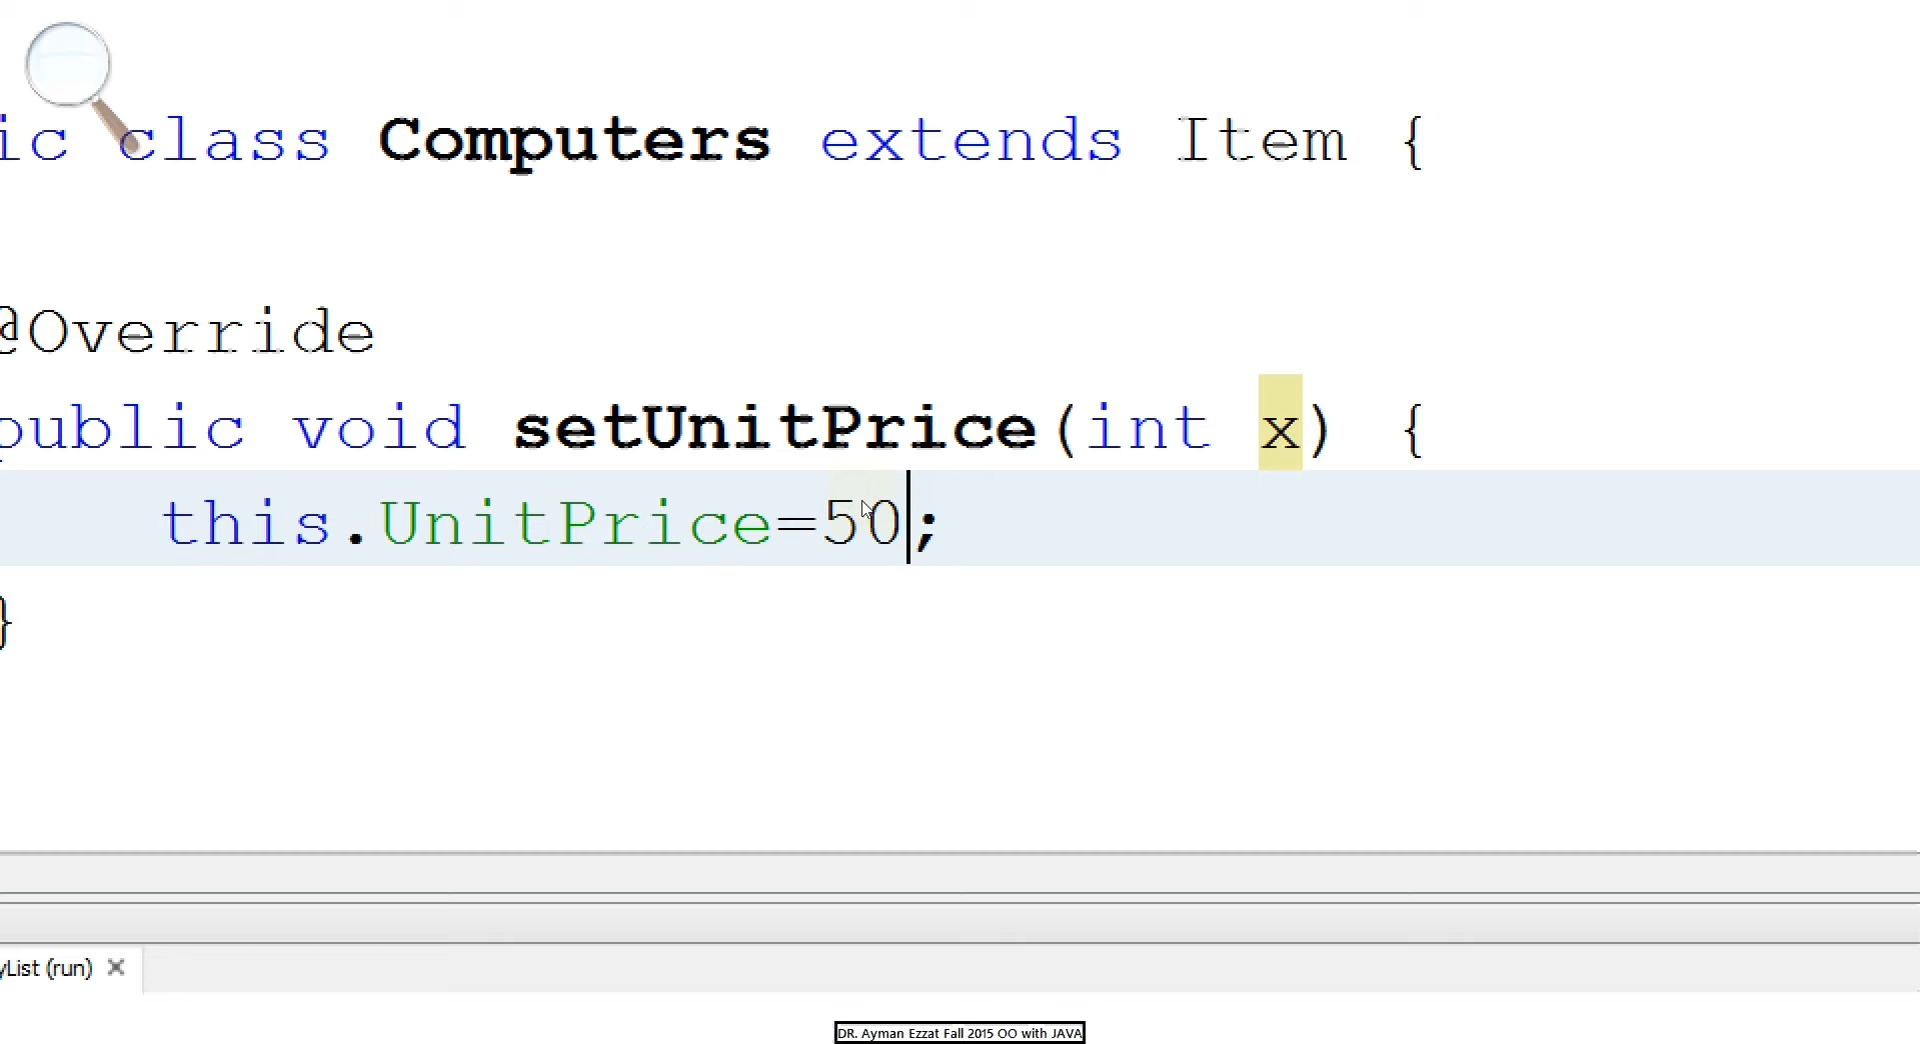 ic class Computers extends Item {
@Override
public void setUnitPrice(int x) {
this.UnitPrice=50;
}
yList (run)
DR. Ayman Ezzat Fall 2015 OO with JAVA